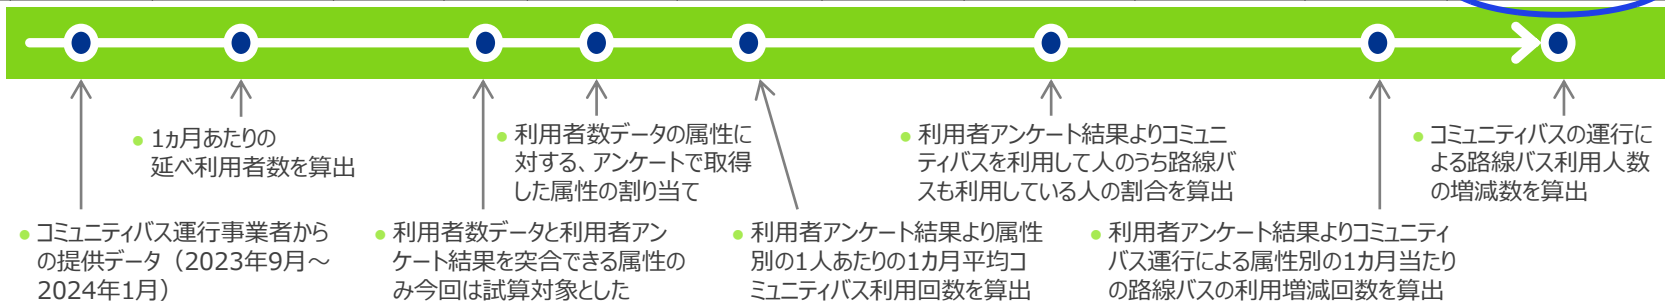 1ヵ月あたりの
延べ利用者数を算出
利用者数データの属性に
対する、アンケートで取得
した属性の割り当て
利用者アンケート結果よりコミュニ
ティバスを利用して人のうち路線バ
スも利用している人の割合を算出
コミュニティバスの運行に
よる路線バス利用人数
の増減数を算出
コミュニティバス運行事業者から
の提供データ（2023年9月～
2024年1月）
利用者数データと利用者アン
ケート結果を突合できる属性の
み今回は試算対象とした
利用者アンケート結果より属性
別の1人あたりの1カ月平均コ
ミュニティバス利用回数を算出
利用者アンケート結果よりコミュニティ
バス運行による属性別の1カ月当たり
の路線バスの利用増減回数を算出